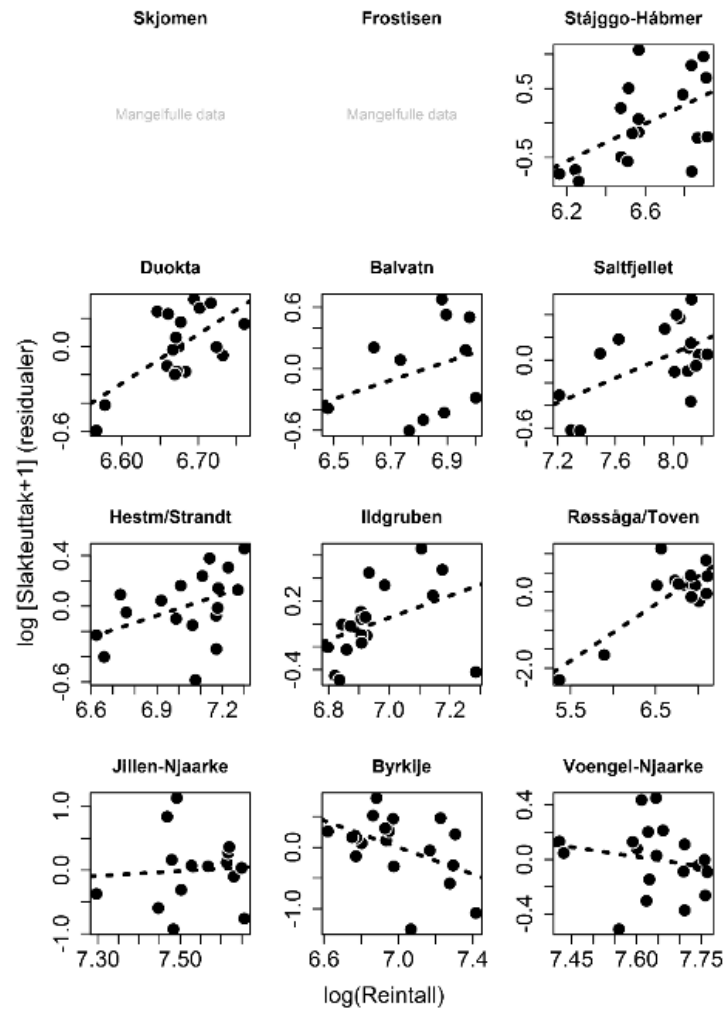 Skjomen
Frostisen
Stájggo-Hábmer
Mangelfulle data
Mangelfulle data
0.5
-0.5
6.2 6.6
Duokta
Balvatn
Saltfjellet
0.0
-0.6
6.60 6.70
0.6
0.0
-0.6
6.5 6.7 6.9
0.6
0.0
-0.6
7.2 7.6 8.0
log [Slakteuttak+1] (residualer)
Hestm/Strandt
Ildgruben
Røssåga/Toven
0.4
0.0
-0.6
6.6 6.9 7.2
0.2
-0.4
6.8 7.0 7.2
0.0
-2.0
5.5 6.5
Jillen-Njaarke
Byrkije
Voengel-Njaarke
1.0
0.0
-1.0
7.30 7.50
0.0
-1.0
6.6 7.0 7.4
0.4
0.0
-0.4
7.45 7.60 7.75
log(Reintall)